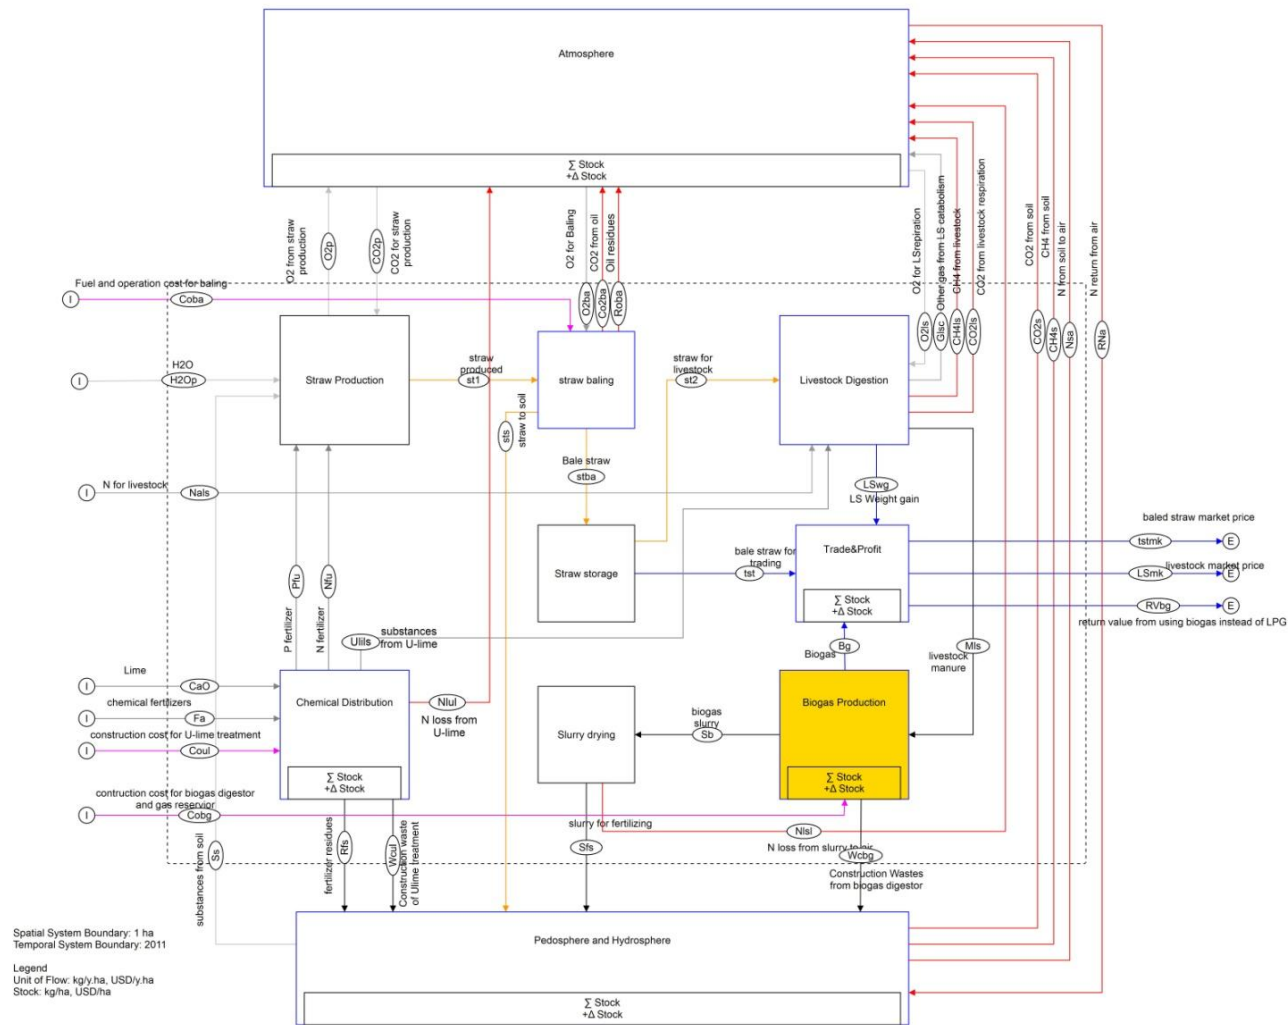 Atmosphere
∑ Stock
+Δ Stock
O2 from straw
production
O2p
CO2p
CO2 for straw
production
O2 for Baling
O2ba
CO2 from oil
Co2ba
Oil residues
Roba
O2 for LSrepiration
O2ls
Other gas from LS catabolism
Glsc
CH4 from livestock
CH4ls
CO2 from livestock respiration
CO2ls
CO2 from soil
CO2s
CH4 from soil
CH4s
N from soil to air
Nsa
N return from air
RNa
Fuel and operation cost for baling
I
Coba
H2O
I
H2Op
Straw Production
straw
produced
st1
straw baling
straw for
livestock
st2
Livestock Digestion
sts
straw to soil
Bale straw
stba
N for livestock
I
Nals
LSwg
LS Weight gain
Straw storage
bale straw for
trading
tst
Trade&Profit
∑ Stock
+Δ Stock
baled straw market price
tstmk
E
livestock market price
LSmk
E
RVbg
E
return value from using biogas instead of LPG
Pfu
P fertilizer
Nfu
N fertilizer
Ulils
substances
from U-lime
Biogas
Bg
Mls
livestock
manure
Lime
I
CaO
chemical fertilizers
I
Fa
construction cost for U-lime treatment
I
Coul
contruction cost for biogas digestor
and gas reservior
I
Cobg
Chemical Distribution
∑ Stock
+Δ Stock
Nlul
N loss from
U-lime
Slurry drying
biogas
slurry
Sb
Biogas Production
∑ Stock
+Δ Stock
slurry for fertilizing
Sfs
Nlsl
N loss from slurry to air
Wcbg
Construction Wastes
from biogas digestor
substances from soil
Ss
fertilizer residues
Rfs
Wcul
Construction waste
of Ulime treatment
Pedosphere and Hydrosphere
∑ Stock
+Δ Stock
Spatial System Boundary: 1 ha
Temporal System Boundary: 2011
Legend
Unit of Flow: kg/y.ha, USD/y.ha
Stock: kg/ha, USD/ha